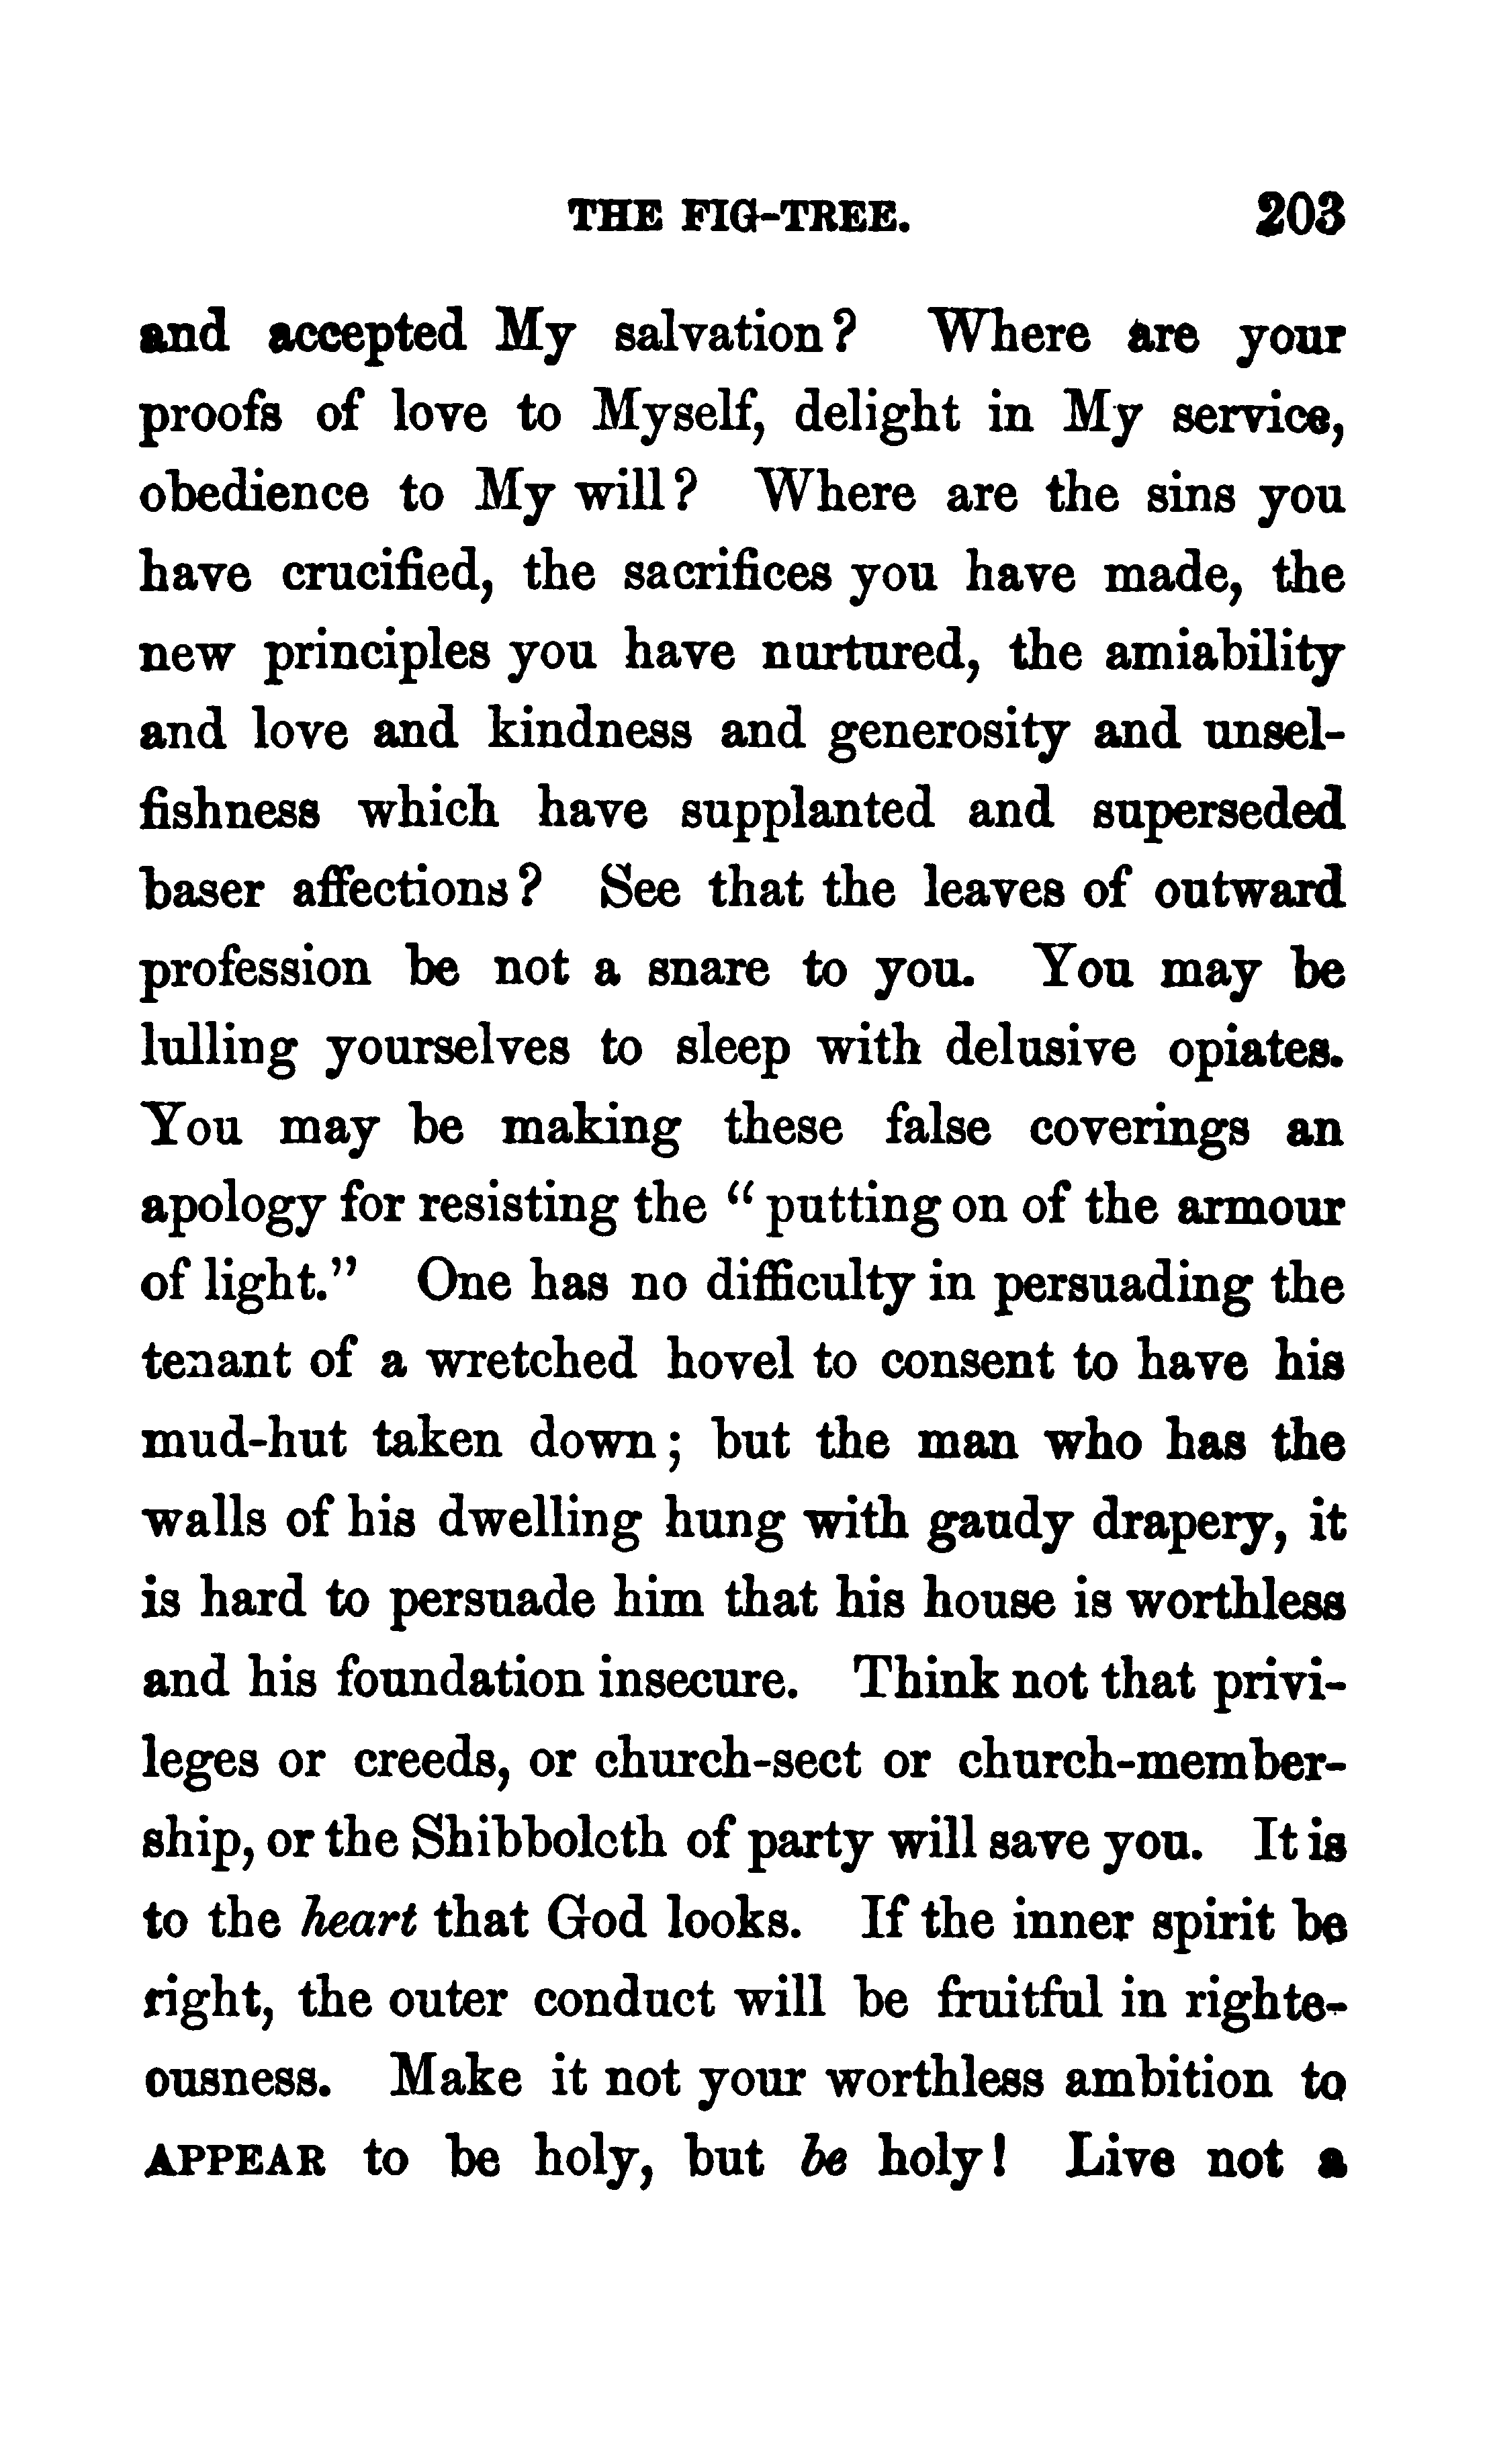 THE FIG-TREE. 203
and accepted My salvation? Where are your
proofs of love to Myself, delight in My service,
obedience to My will? Where are the sins you
have crucified, the sacrifices you have made, the
new principles you have nurtured, the amiability
and love and kindness and generosity and unsel-
fishness which have supplanted and superseded
baser affections? See that the leaves of outward
profession be not a snare to you. You may be
lulling yourselves to sleep with delusive opiates.
You may be making these false coverings an
apology for resisting the “putting on of the armour
of light.” One has no difficulty in persuading the
tenant of a wretched hovel to consent to have his
mud-hut taken down; but the man who has the
walls of his dwelling hung with gaudy drapery, it
is hard to persuade him that his house is worthless
and his foundation insecure. Think not that privi-
leges or creeds, or church-sect or church-member-
ship, or the Shibboleth of party will save you. It is
to the heart that God looks. If the inner spirit be
right, the outer conduct will be fruitful in righte-
ousness. Make it not your worthless ambition to
APPEAR to be holy, but be holy! Live not a